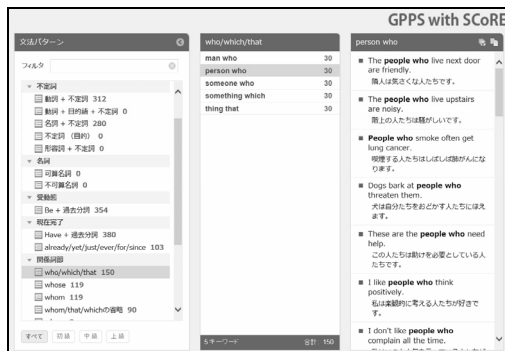 GPPS with SCoRE
文法パターン
フィルタ
不定詞
動詞 + 不定詞 312
動詞 + 目的語 + 不定詞 0
名詞 + 不定詞 280
不定詞 (目的) 0
形容詞 + 不定詞 0
名詞
可算名詞 0
不可算名詞 0
受動態
Be + 過去分詞 354
現在完了
Have + 過去分詞 380
already/yet/just/ever/for/since 103
関係詞節
who/which/that 150
whose 119
whom 119
whom/that/whichの省略 90
すべて 初級 中級 上級
who/which/that
man who 30
person who 30
someone who 30
something which 30
thing that 30
5キーワード 合計 150
person who
The people who live next door
are friendly.
隣人は気さくな人たちです。
The people who live upstairs
are noisy.
階上の人たちは騒がしいです。
People who smoke often get
lung cancer.
喫煙する人たちはしばしば肺がんにな
ります。
Dogs bark at people who
threaten them.
犬は自分たちをおどかす人たちにほえ
ます。
These are the people who need
help.
この人たちは助けを必要としている人
たちです。
I like people who think
positively.
私は楽観的に考える人たちが好きで
す。
I don't like people who
complain all the time.